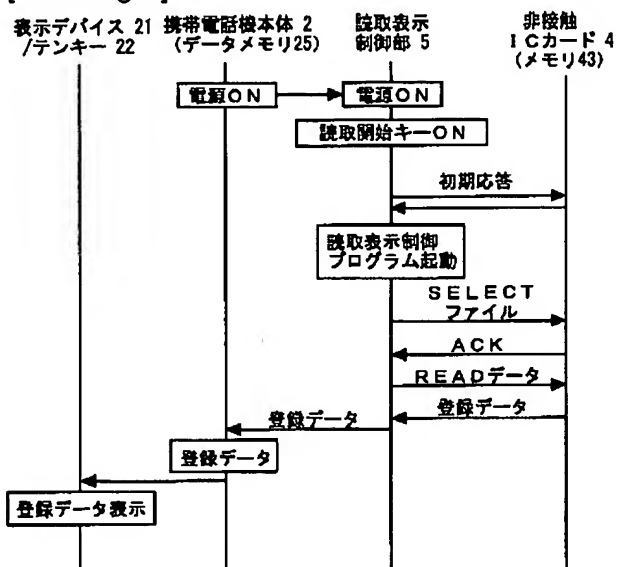 表示デバイス 21
/テンキー 22
携帯電話機本体 2
(データメモリ25)
読取表示
制御部 5
非接触
ICカード 4
(メモリ43)
電源ON
電源ON
読取開始キーON
初期応答
読取表示制御
プログラム起動
SELECT
ファイル
ACK
READデータ
登録データ
登録データ
登録データ
登録データ表示